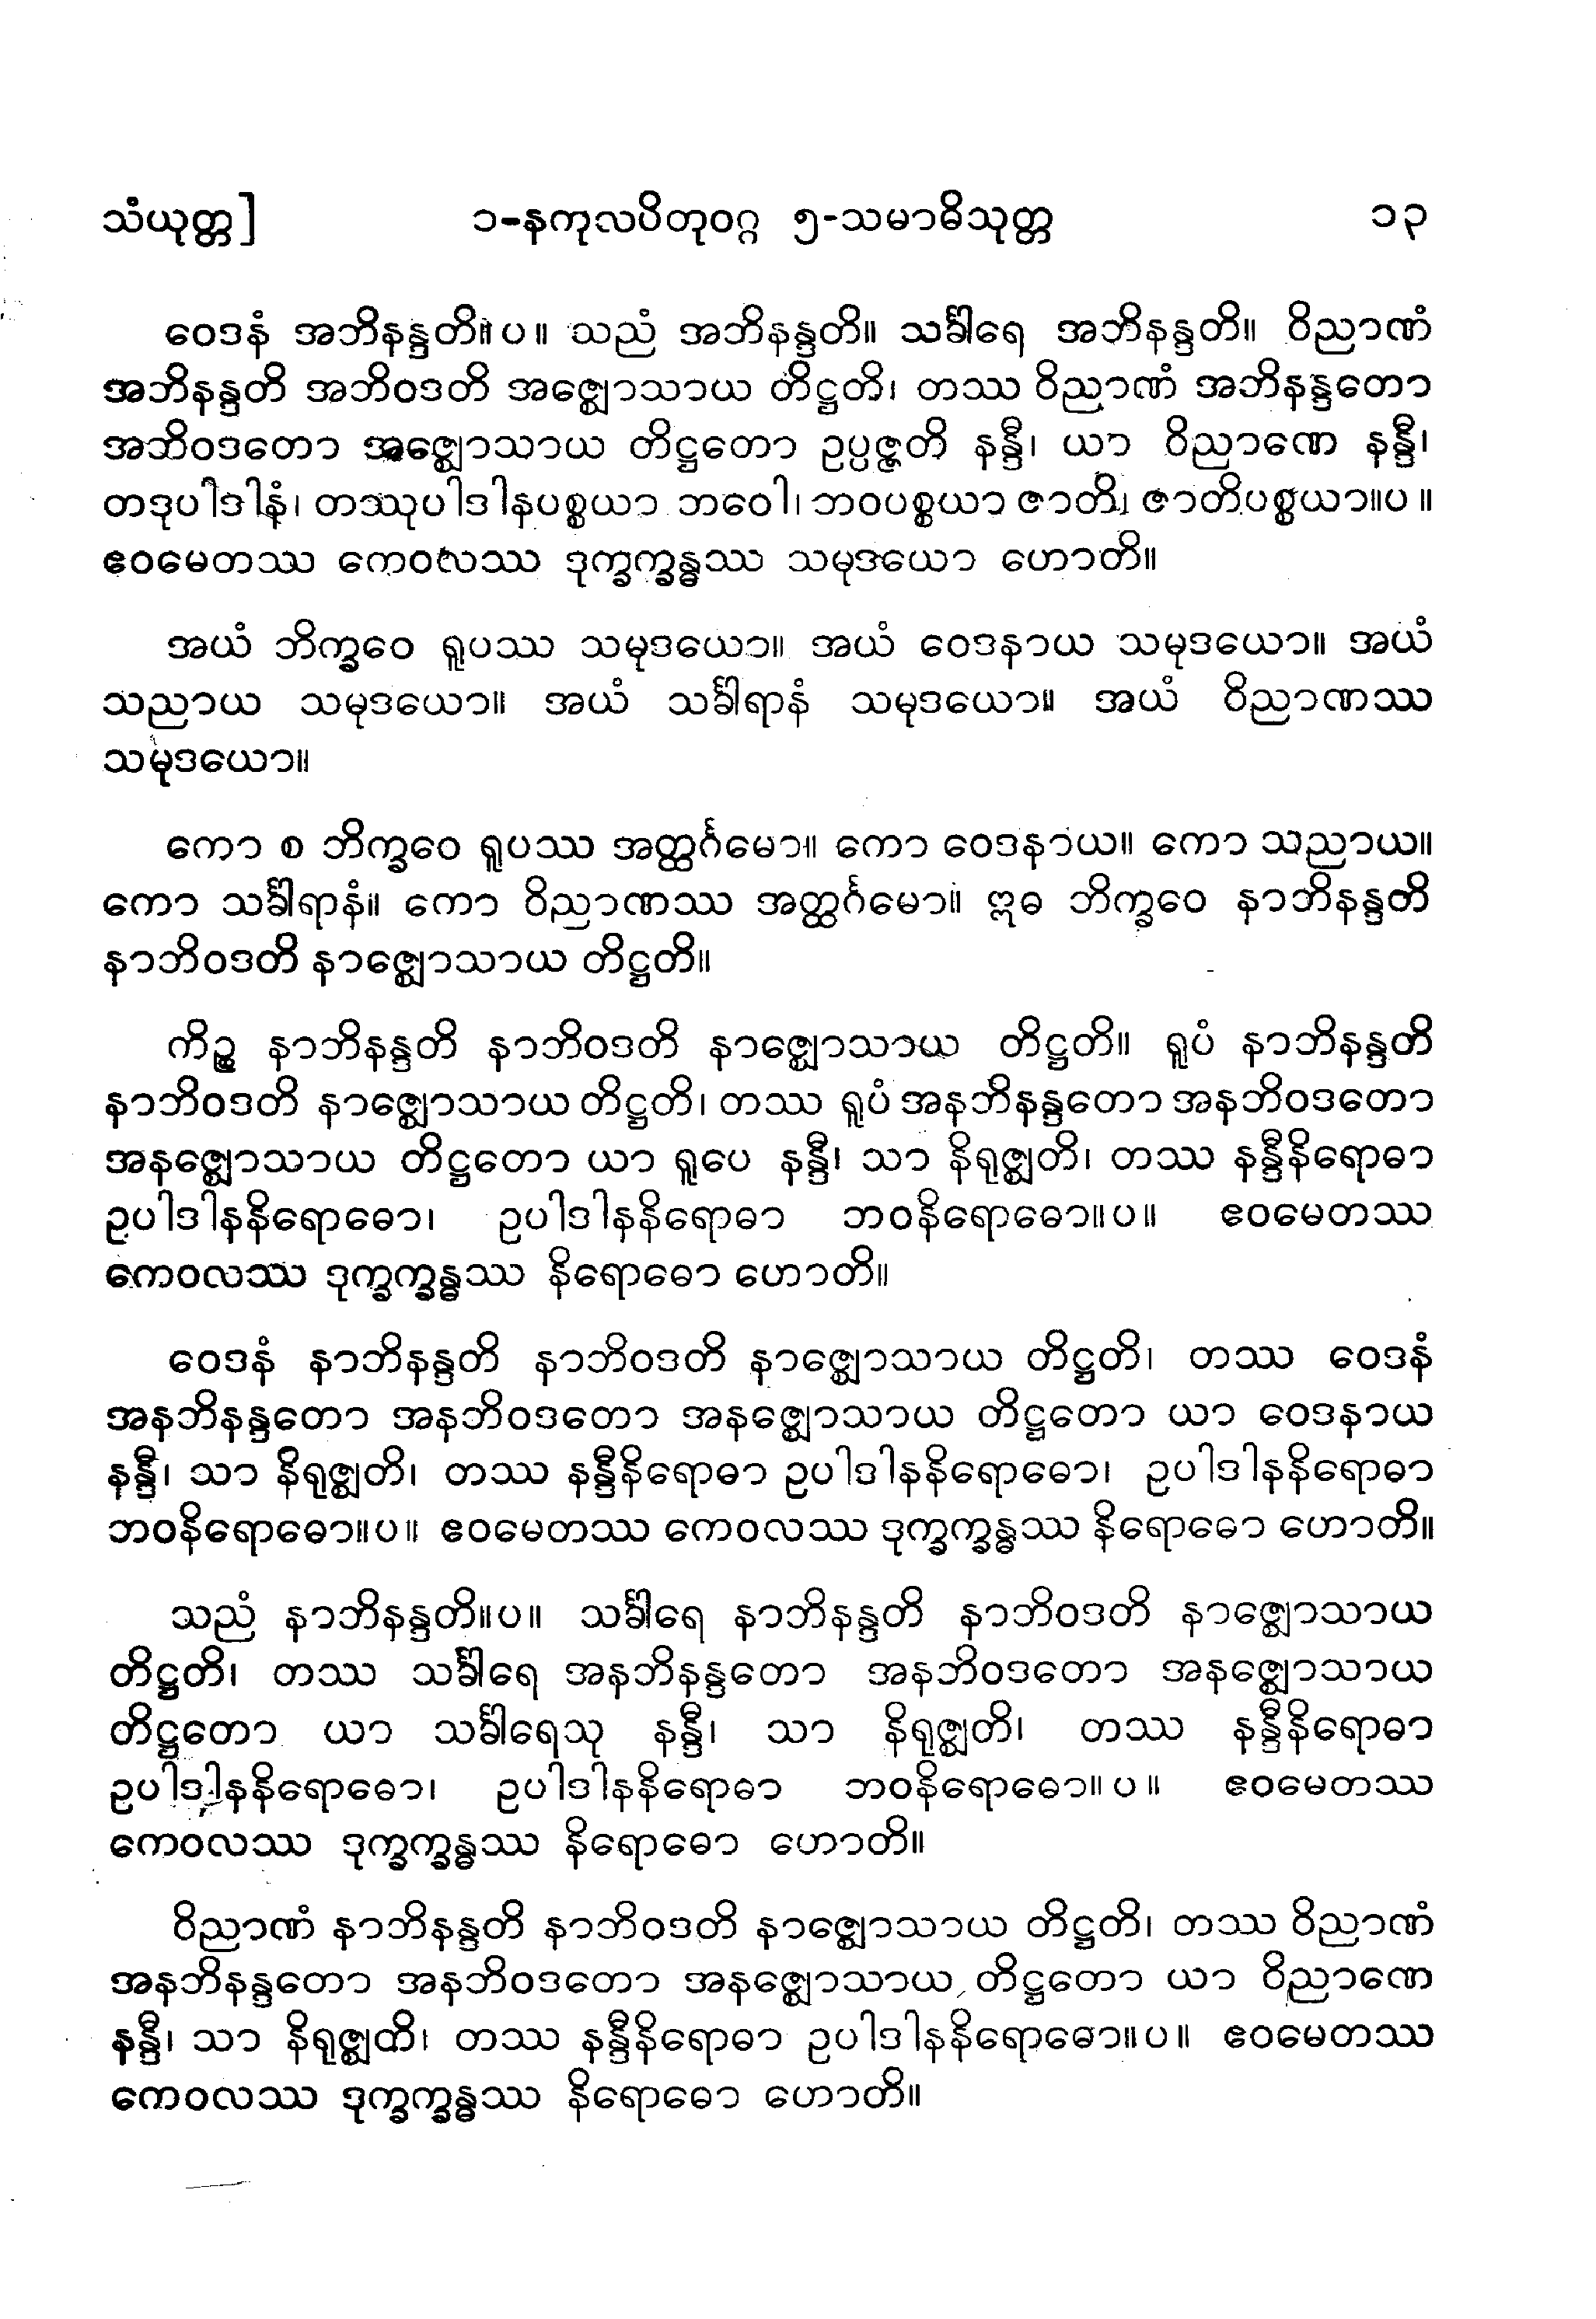 သံယုတ္တ] ၁-နကုလပိတုဝဂ္ဂ ၅-သမာဓိသုတ္တ ၁၃
ဝေဒနံ အဘိနန္ဒတိ။ပ။ သညံ အဘိနန္ဒတိ။ သင်္ခါရေ အဘိနန္ဒတိ။ ဝိညာဏံ
အဘိနန္ဒတိ အဘိဝဒတိ အဇ္ဈောသာယ တိဋ္ဌတိ၊ တဿ ဝိညာဏံ အဘိနန္ဒတော
အဘိဝဒတော အဇ္ဈောသာယ တိဋ္ဌတော ဥပ္ပဇ္ဇတိ နန္ဒီ၊ ယာ ဝိညာဏေ နန္ဒီ၊
တဒုပါဒါနံ၊ တဿုပါဒါနပစ္စယာ ဘဝေါ၊ ဘဝပစ္စယာ ဇာတိ၊ ဇာတိပစ္စယာ။ပ။
ဧဝမေတဿ ကေဝလဿ ဒုက္ခက္ခန္ဓဿ သမုဒယော ဟောတိ။
အယံ ဘိက္ခဝေ ရူပဿ သမုဒယော။ အယံ ဝေဒနာယ သမုဒယော။ အယံ
သညာယ သမုဒယော။ အယံ သင်္ခါရာနံ သမုဒယော။ အယံ ဝိညာဏဿ
သမုဒယော။
ကော စ ဘိက္ခဝေ ရူပဿ အတ္ထင်္ဂမော။ ကော ဝေဒနာယ။ ကော သညာယ။
ကော သင်္ခါရာနံ။ ကော ဝိညာဏဿ အတ္ထင်္ဂမော။ ဣဓ ဘိက္ခဝေ နာဘိနန္ဒတိ
နာဘိဝဒတိ နာဇ္ဈောသာယ တိဋ္ဌတိ။
ကိဉ္စ နာဘိနန္ဒတိ နာဘိဝဒတိ နာဇ္ဈောသာယ တိဋ္ဌတိ။ ရူပံ နာဘိနန္ဒတိ
နာဘိဝဒတိ နာဇ္ဈောသာယ တိဋ္ဌတိ၊ တဿ ရူပံ အနဘိနန္ဒတော အနဘိဝဒတော
အနဇ္ဈောသာယ တိဋ္ဌတော ယာ ရူပေ နန္ဒီ၊ သာ နိရုဇ္ဈတိ၊ တဿ နန္ဒီနိရောဓာ
ဥပါဒါနနိရောဓော၊ ဥပါဒါနနိရောဓာ ဘဝနိရောဓော။ပ။ ဧဝမေတဿ
ကေဝလဿ ဒုက္ခက္ခန္ဓဿ နိရောဓော ဟောတိ။
ဝေဒနံ နာဘိနန္ဒတိ နာဘိဝဒတိ နာဇ္ဈောသာယ တိဋ္ဌတိ၊ တဿ ဝေဒနံ
အနဘိနန္ဒတော အနဘိဝဒတော အနဇ္ဈောသာယ တိဋ္ဌတော ယာ ဝေဒနာယ
နန္ဒီ၊ သာ နိရုဇ္ဈတိ၊ တဿ နန္ဒီနိရောဓာ ဥပါဒါနနိရောဓော၊ ဥပါဒါနနိရောဓာ
ဘဝနိရောဓော။ပ။ ဧဝမေတဿ ကေဝလဿ ဒုက္ခက္ခန္ဓဿ နိရောဓော ဟောတိ။
သညံ နာဘိနန္ဒတိ။ပ။ သင်္ခါရေ နာဘိနန္ဒတိ နာဘိဝဒတိ နာဇ္ဈောသာယ
တိဋ္ဌတိ၊ တဿ သင်္ခါရေ အနဘိနန္ဒတော အနဘိဝဒတော အနဇ္ဈောသာယ
တိဋ္ဌတော ယာ သင်္ခါရေသု နန္ဒီ၊ သာ နိရုဇ္ဈတိ၊ တဿ နန္ဒီနိရောဓာ
ဥပါဒါနနိရောဓော၊ ဥပါဒါနနိရောဓာ ဘဝနိရောဓော။ပ။ ဧဝမေတဿ
ကေဝလဿ ဒုက္ခက္ခန္ဓဿ နိရောဓော ဟောတိ။
ဝိညာဏံ နာဘိနန္ဒတိ နာဘိဝဒတိ နာဇ္ဈောသာယ တိဋ္ဌတိ၊ တဿ ဝိညာဏံ
အနဘိနန္ဒတော အနဘိဝဒတော အနဇ္ဈောသာယ တိဋ္ဌတော ယာ ဝိညာဏေ
နန္ဒီ၊ သာ နိရုဇ္ဈတိ၊ တဿ နန္ဒီနိရောဓာ ဥပါဒါနနိရောဓော။ပ။ ဧဝမေတဿ
ကေဝလဿ ဒုက္ခက္ခန္ဓဿ နိရောဓော ဟောတိ။